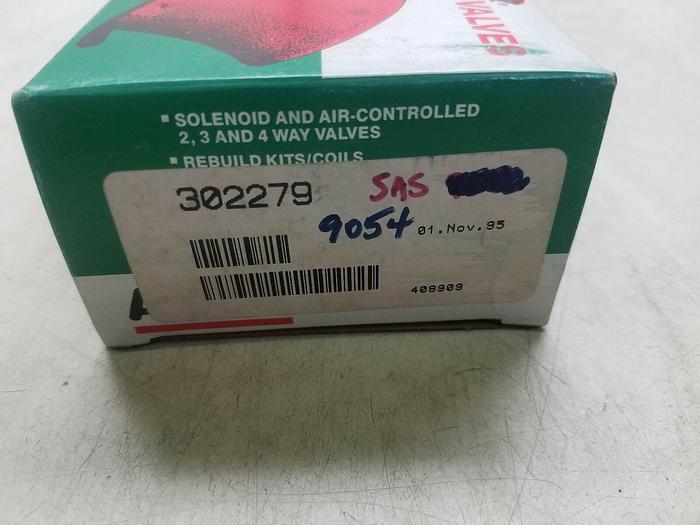 VALVES
▪ SOLENOID AND AIR-CONTROLLED
2, 3 AND 4 WAY VALVES
▪ REBUILD KITS/COILS
302279 SAS
9054 01.Nov.95
408909